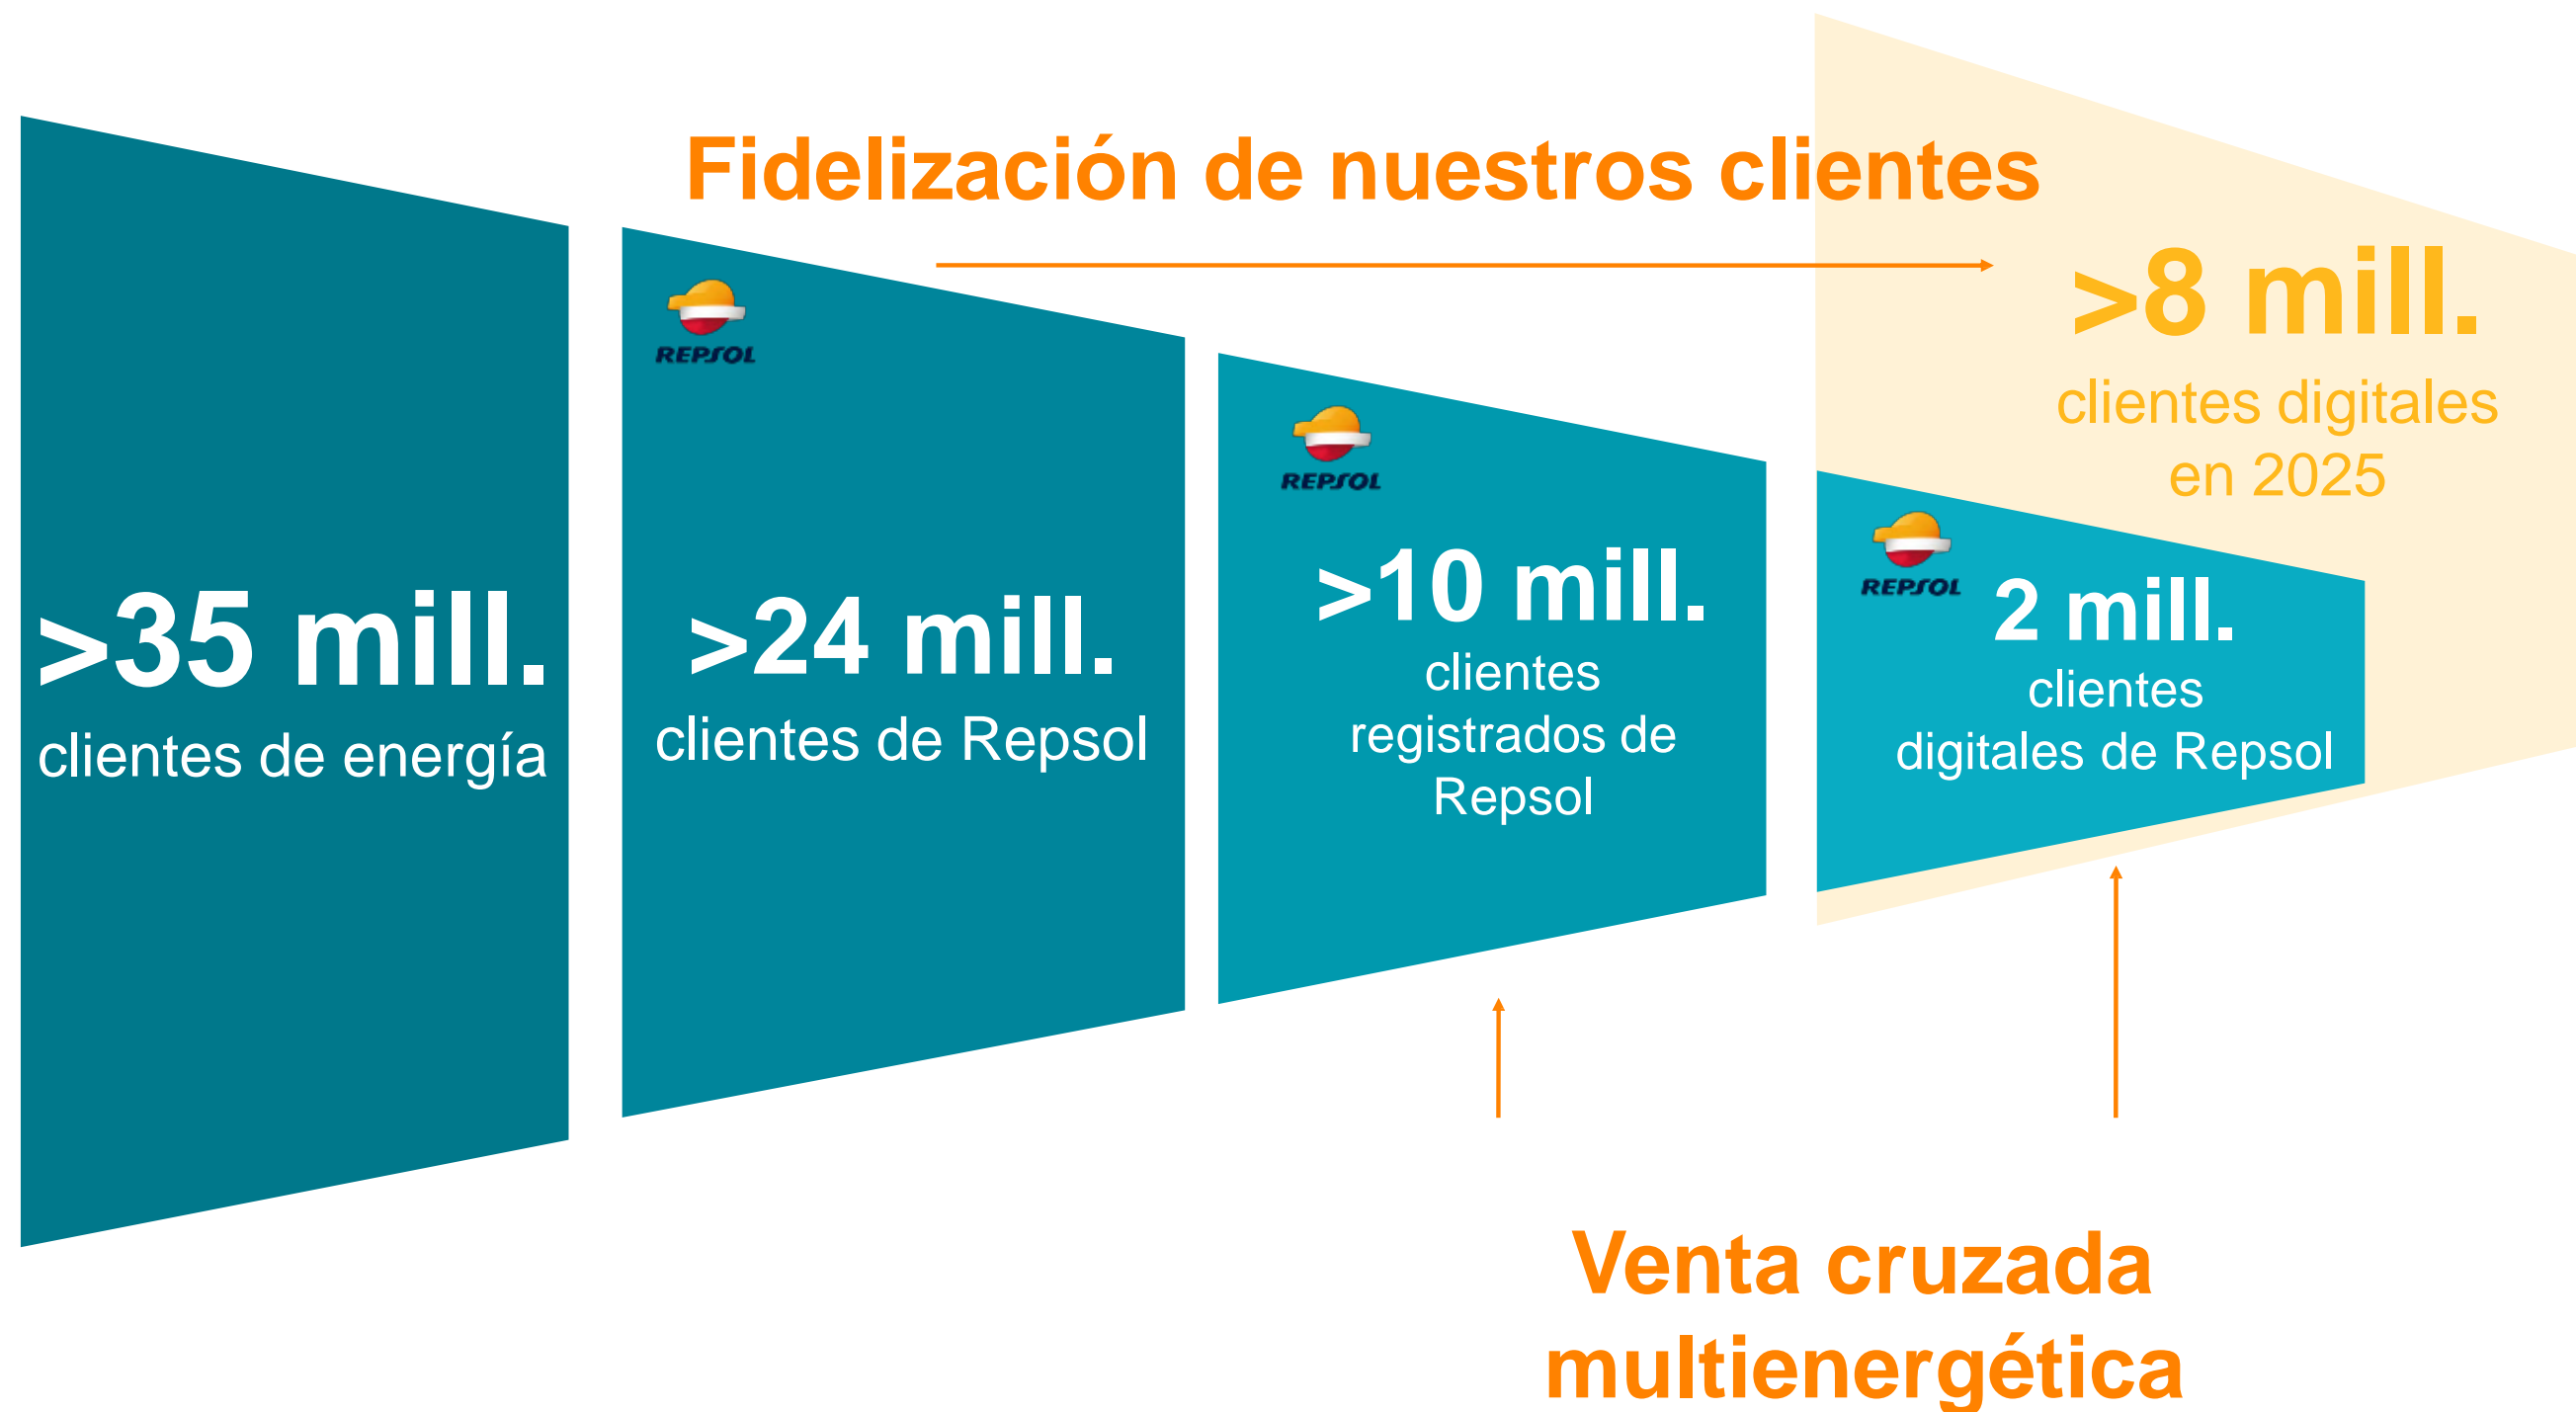 Fidelización de nuestros clientes
>35 mill.
clientes de energía
REPSOL
>24 mill.
clientes de Repsol
REPSOL
>10 mill.
clientes
registrados de
Repsol
REPSOL
2 mill.
clientes
digitales de Repsol
>8 mill.
clientes digitales
en 2025
Venta cruzada
multienergética